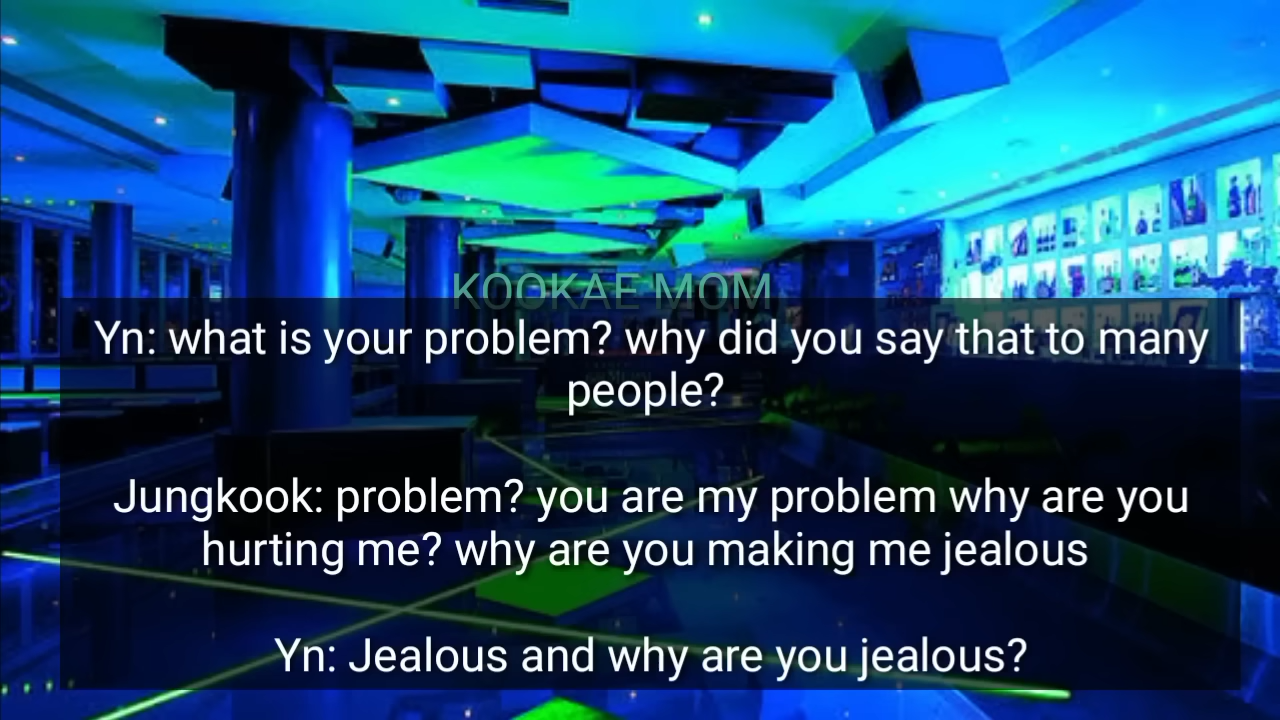 KOOKAE MOM
Yn: what is your problem? why did you say that to many
people?
Jungkook: problem? you are my problem why are you
hurting me? why are you making me jealous
Yn: Jealous and why are you jealous?